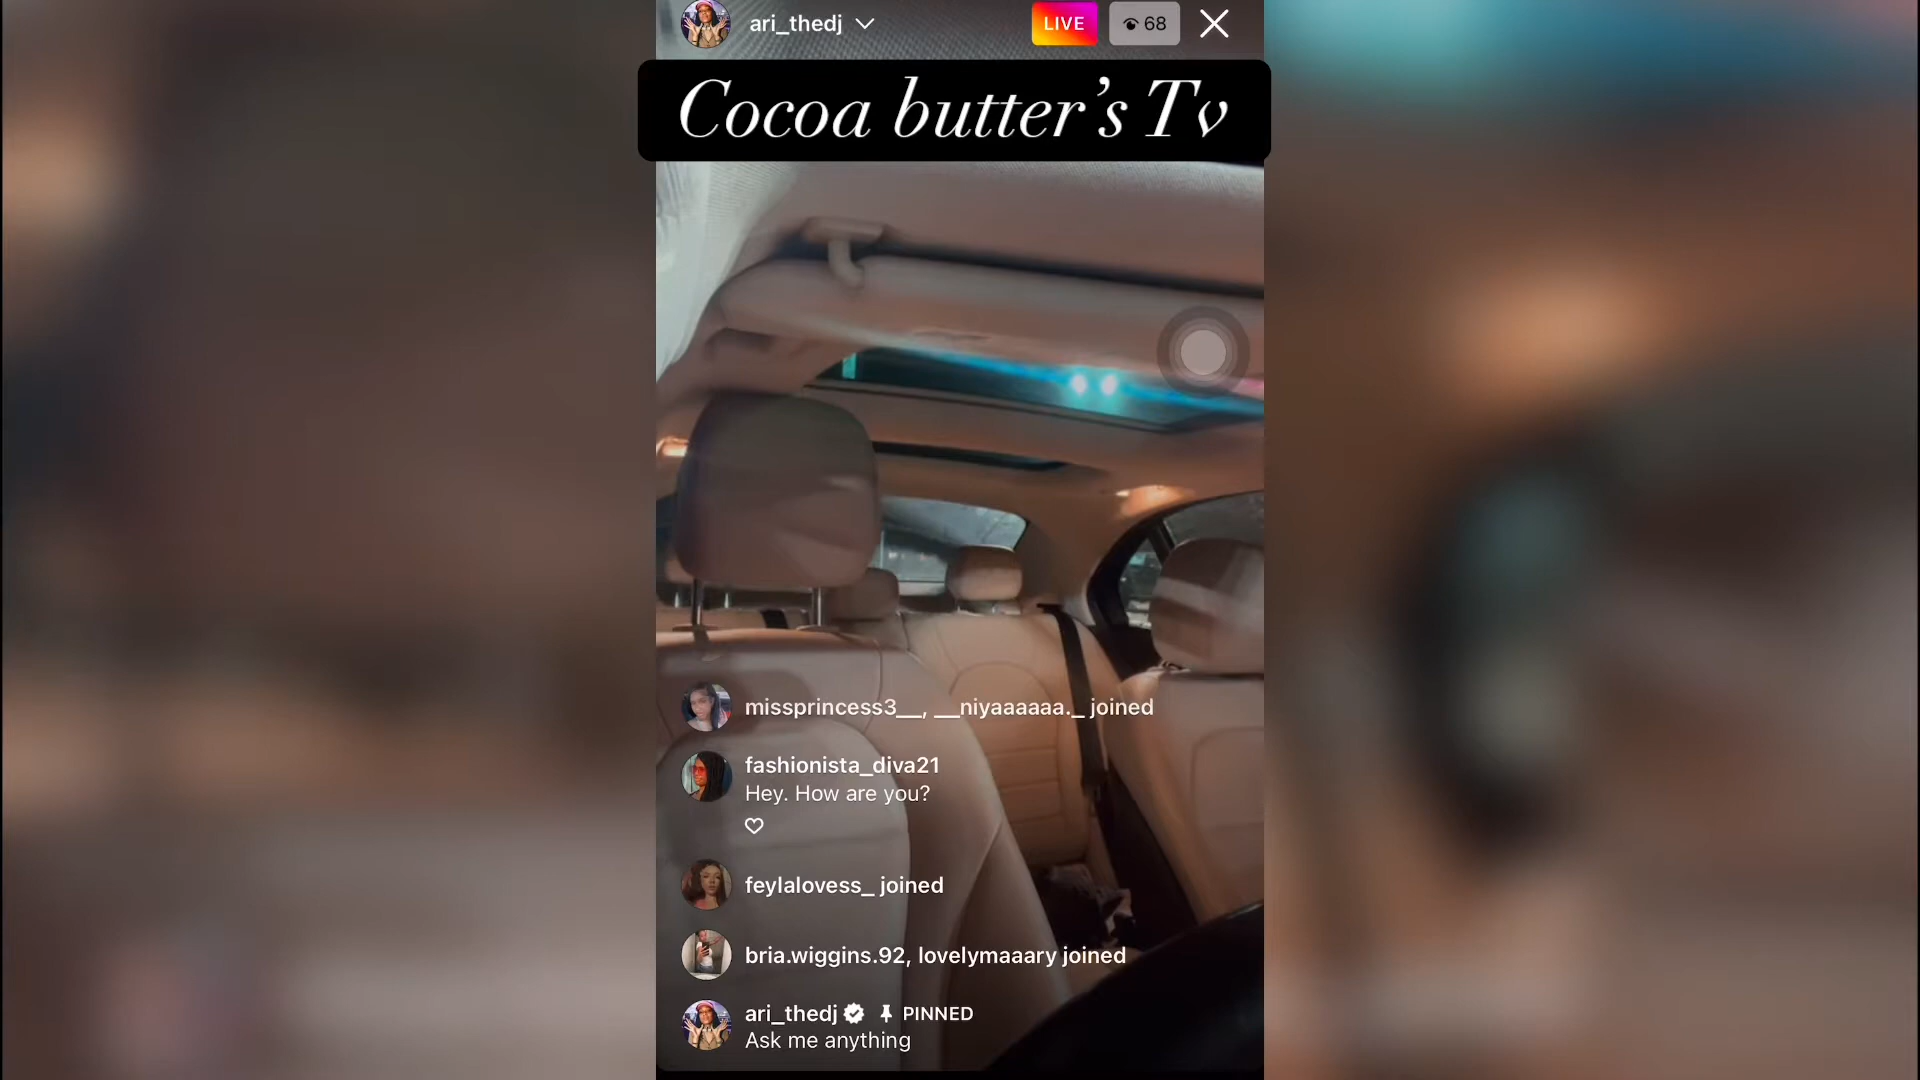 ari_thedj
LIVE
68
Cocoa butter’s Tv
missprincess3__, __niyaaaaaa._ joined
fashionista_diva21
Hey. How are you?
feylalovess_ joined
bria.wiggins.92, lovelymaaary joined
ari_thedj PINNED
Ask me anything